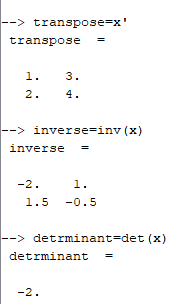 --> transpose=x'
transpose  =
1.   3.
2.   4.
--> inverse=inv(x)
inverse  =
-2.    1.
1.5  -0.5
--> detrminant=det(x)
detrminant  =
-2.